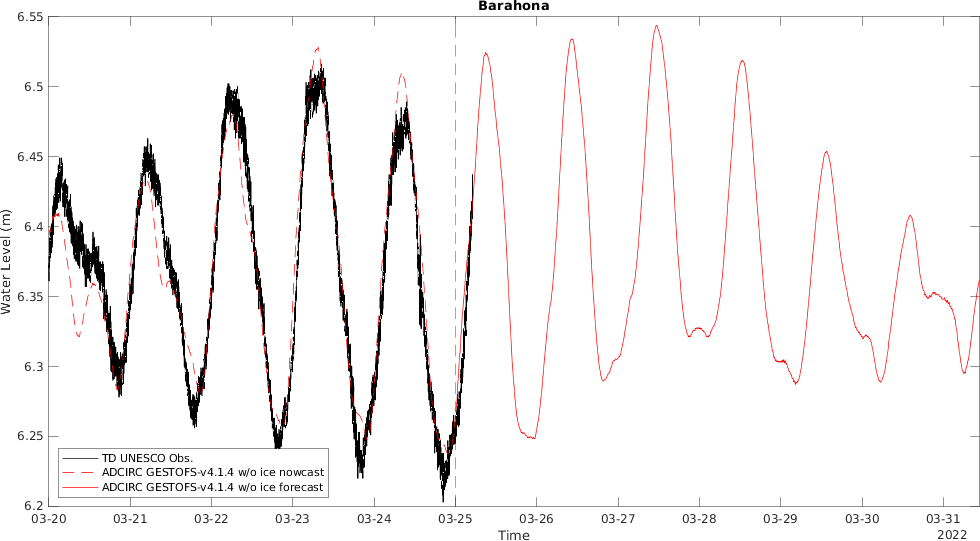 Barahona
6.55
6.5
6.45
6.4
6.35
6.3
6.25
6.2
Water Level (m)
TD UNESCO Obs.
ADCIRC GESTOFS-v4.1.4 w/o ice nowcast
ADCIRC GESTOFS-v4.1.4 w/o ice forecast
03-20 03-21 03-22 03-23 03-24 03-25 03-26 03-27 03-28 03-29 03-30 03-31
Time
2022